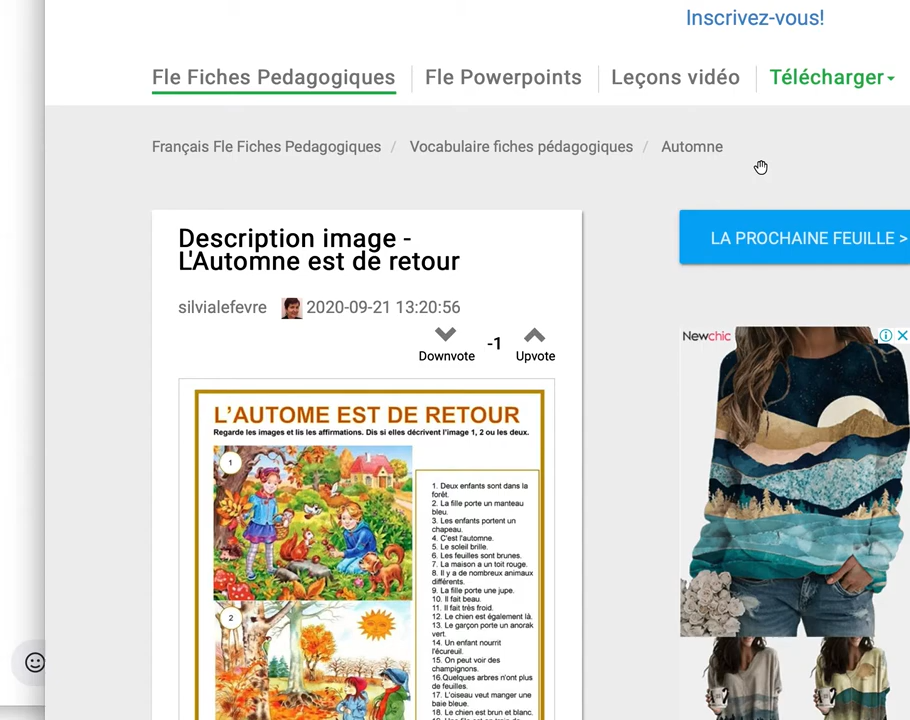 Inscrivez-vous!
Fle Fiches Pedagogiques
Fle Powerpoints
Leçons vidéo
Télécharger
Français Fle Fiches Pedagogiques / Vocabulaire fiches pédagogiques / Automne
Description image -
L'Automne est de retour
LA PROCHAINE FEUILLE >
silvialefevre 2020-09-21 13:20:56
-1
Downvote
Upvote
Newchic
L'AUTOME EST DE RETOUR
Regarde les images et lis les affirmations. Dis si elles décrivent l'image 1, 2 ou les deux.
1
1. Deux enfants sont dans la
forêt.
2. La fille porte un manteau
bleu.
3. Les enfants portent un
chapeau.
4. C'est l'automne.
5. Le soleil brille.
6. Les feuilles sont brunes.
7. La maison a un toit rouge.
8. Il y a de nombreux animaux
différents.
9. La fille porte une jupe.
10. Il fait beau.
11. Il fait très froid.
12. Le chien est également là.
13. Le garçon porte un anorak
vert.
14. Un enfant nourrit
l'écureuil.
15. On peut voir des
champignons.
16.Quelques arbres n'ont plus
de feuilles.
17. L'oiseau veut manger une
baie bleue.
18. Le chien est brun et blanc.
2